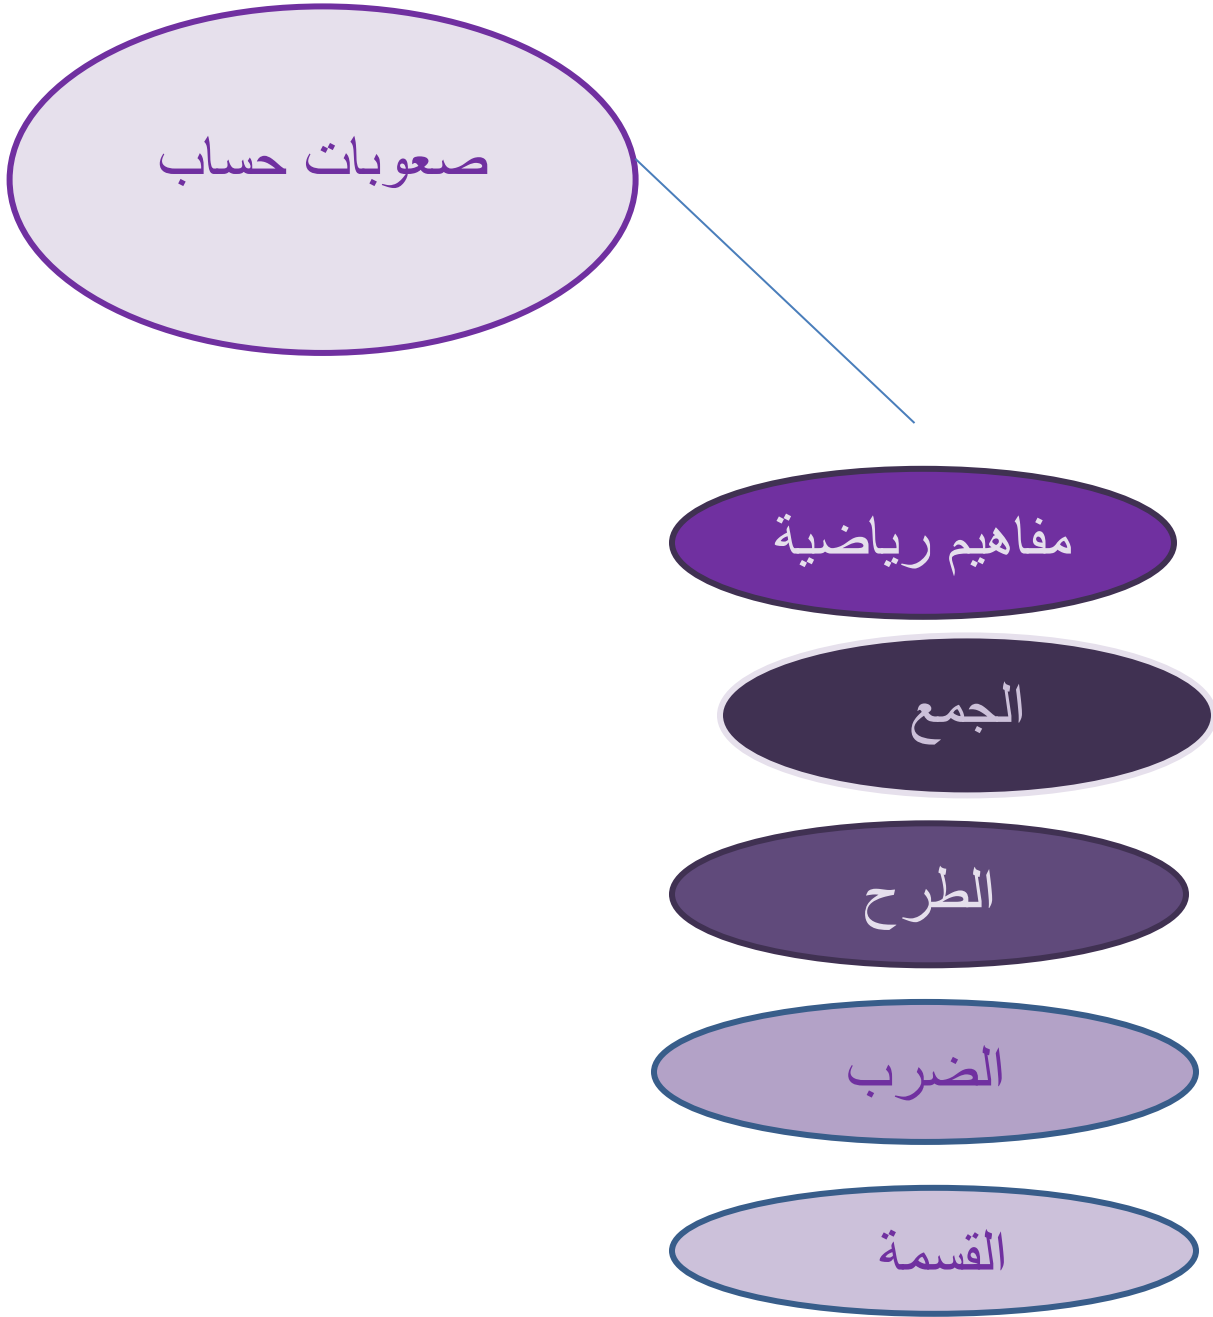 صعوبات حساب
مفاهيم رياضية
الجمع
الطرح
الضرب
القسمة